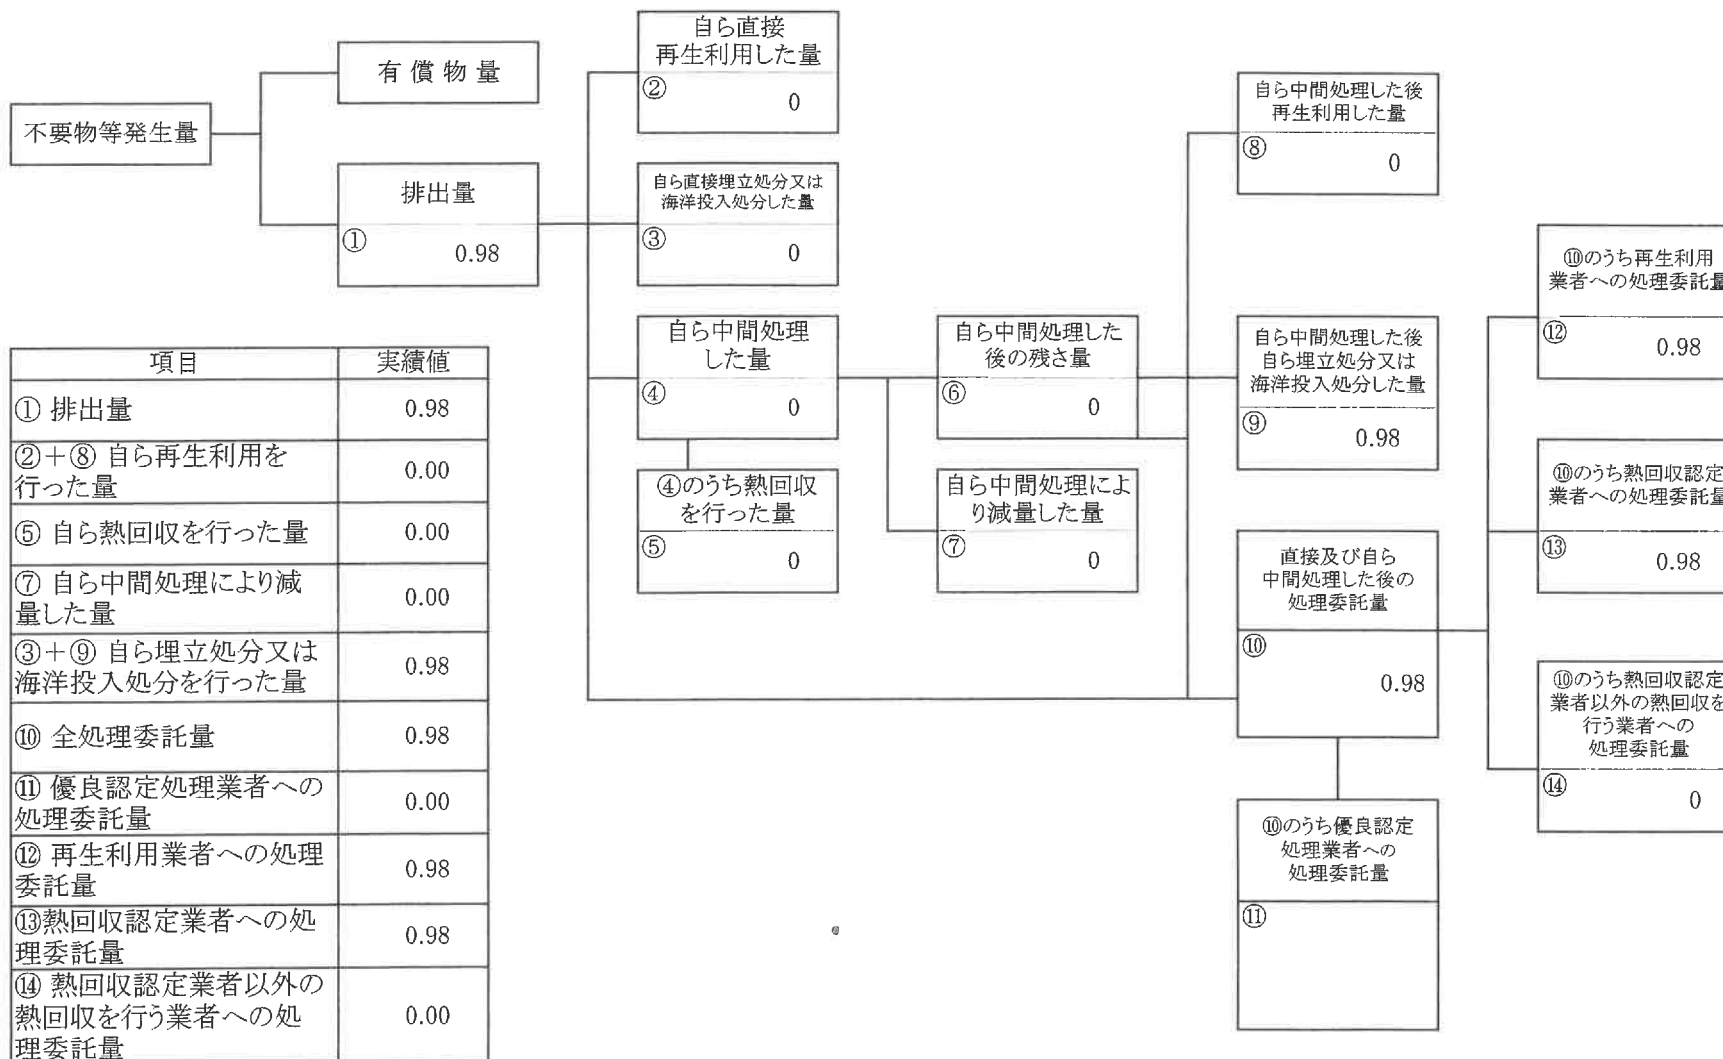 不要物等発生量
有償物量
排出量
①
0.98
自ら直接
再生利用した量
②
0
自ら直接埋立処分又は
海洋投入処分した量
③
0
自ら中間処理
した量
④
0
④のうち熱回収
を行った量
⑤
0
自ら中間処理した
後の残さ量
⑥
0
自ら中間処理によ
り減量した量
⑦
0
自ら中間処理した後
再生利用した量
⑧
0
自ら中間処理した後
自ら埋立処分又は
海洋投入処分した量
⑨
0.98
直接及び自ら
中間処理した後の
処理委託量
⑩
0.98
⑩のうち優良認定
処理業者への
処理委託量
⑪
⑩のうち再生利用
業者への処理委託量
⑫
0.98
⑩のうち熱回収認定
業者への処理委託量
⑬
0.98
⑩のうち熱回収認定
業者以外の熱回収を
行う業者への
処理委託量
⑭
0
項目 実績値
① 排出量 0.98
②+⑧ 自ら再生利用を
行った量 0.00
⑤ 自ら熱回収を行った量 0.00
⑦ 自ら中間処理により減
量した量 0.00
③+⑨ 自ら埋立処分又は
海洋投入処分を行った量 0.98
⑩ 全処理委託量 0.98
⑪ 優良認定処理業者への
処理委託量 0.00
⑫ 再生利用業者への処理
委託量 0.98
⑬熱回収認定業者への処
理委託量 0.98
⑭ 熱回収認定業者以外の
熱回収を行う業者への処
理委託量 0.00